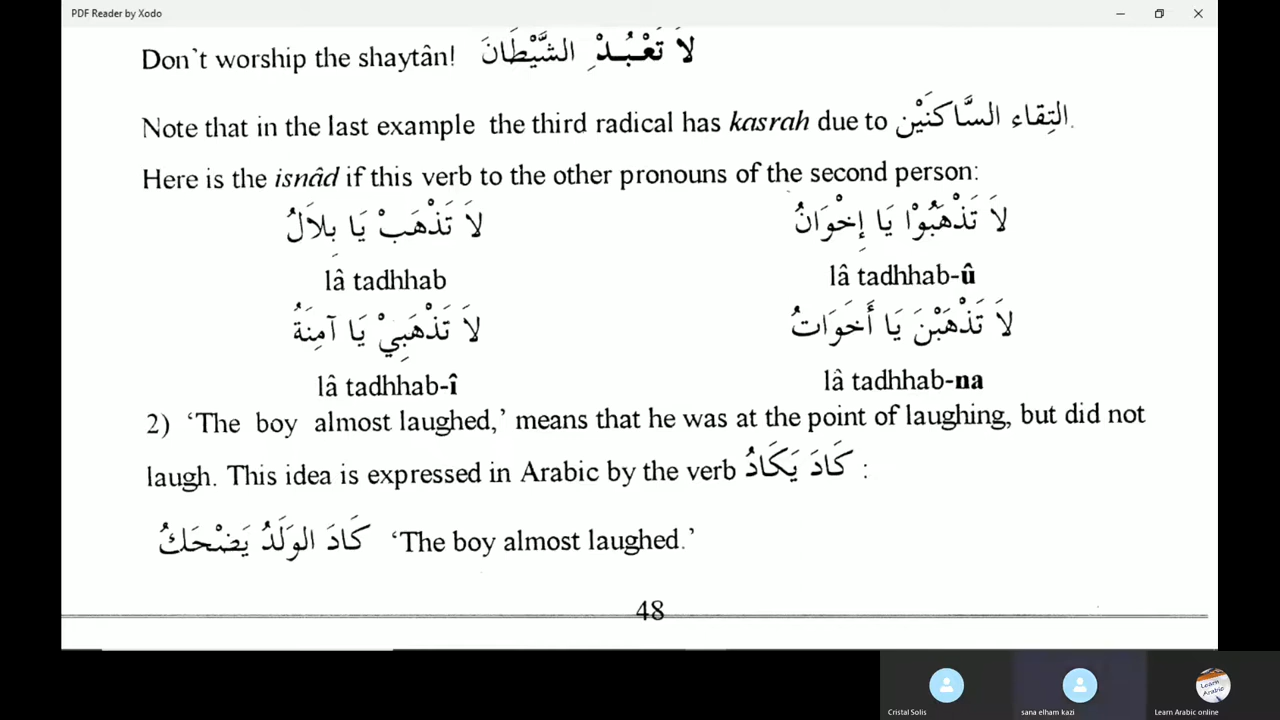 PDF Reader by Xodo
Don't worship the shaytân! لاَ تَعْبُـدِْ الشَّيْطَانَ
Note that in the last example the third radical has kasrah due to التِقاء السَّاكنَيْن.
Here is the isnâd if this verb to the other pronouns of the second person:
لاَ تَذْهَبْ يَا بِلاَلُ لاَ تَذْهَبُوْا يَا إخْوَانُ
lâ tadhhab lâ tadhhab-û
لاَ تَذْهَبِيْ يَا آمِنَةُ لاَ تَذْهَبْنَ يَا أَخَوَاتُ
lâ tadhhab-î lâ tadhhab-na
2) 'The boy almost laughed,' means that he was at the point of laughing, but did not
laugh. This idea is expressed in Arabic by the verb كَادَ يَكَادُ :
كَادَ الوَلَدُ يَضْحَكُ 'The boy almost laughed.'
48
Cristal Solis sana elham kazi Learn Arabic online
Learn
Arabic